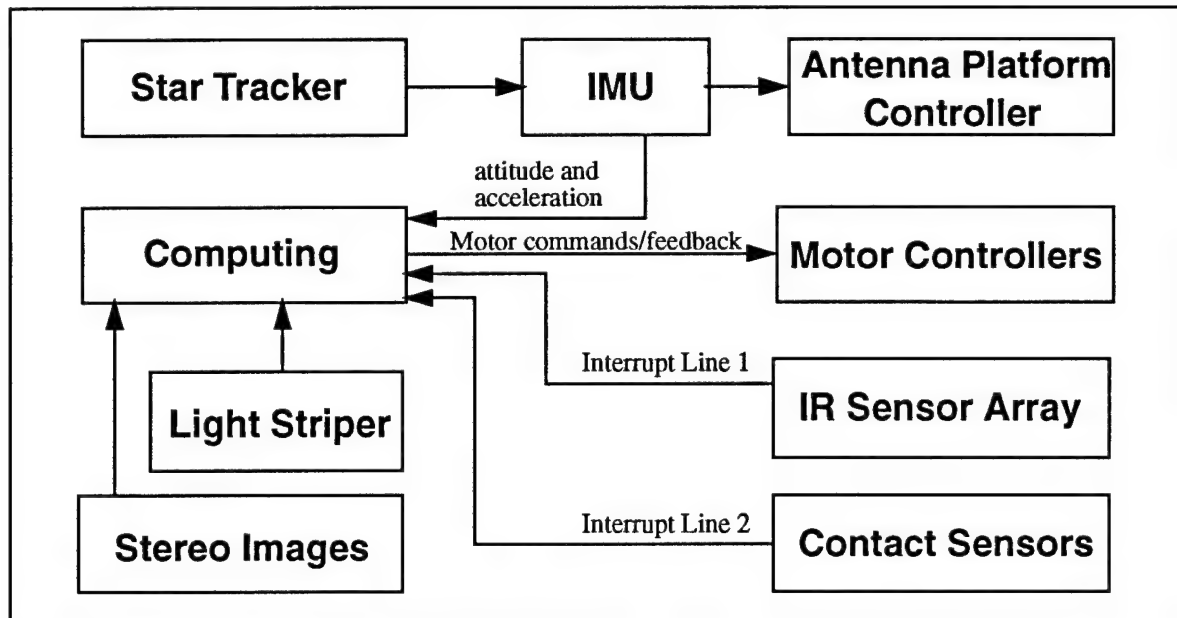 Star Tracker
IMU
Antenna Platform
Controller
attitude and
acceleration
Computing
Motor commands/feedback
Motor Controllers
Interrupt Line 1
IR Sensor Array
Light Striper
Interrupt Line 2
Contact Sensors
Stereo Images